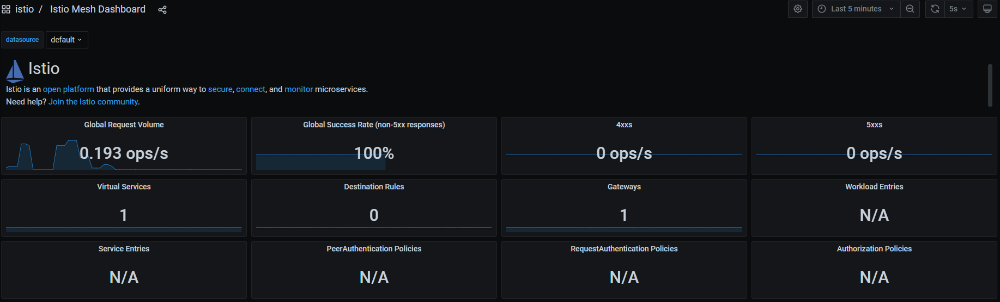 istio / Istio Mesh Dashboard
Last 5 minutes
5s
datasource default
Istio
Istio is an open platform that provides a uniform way to secure, connect, and monitor microservices.
Need help? Join the Istio community.
Global Request Volume
0.193 ops/s
Global Success Rate (non-5xx responses)
100%
4xxs
0 ops/s
5xxs
0 ops/s
Virtual Services
1
Destination Rules
0
Gateways
1
Workload Entries
N/A
Service Entries
N/A
PeerAuthentication Policies
N/A
RequestAuthentication Policies
N/A
Authorization Policies
N/A